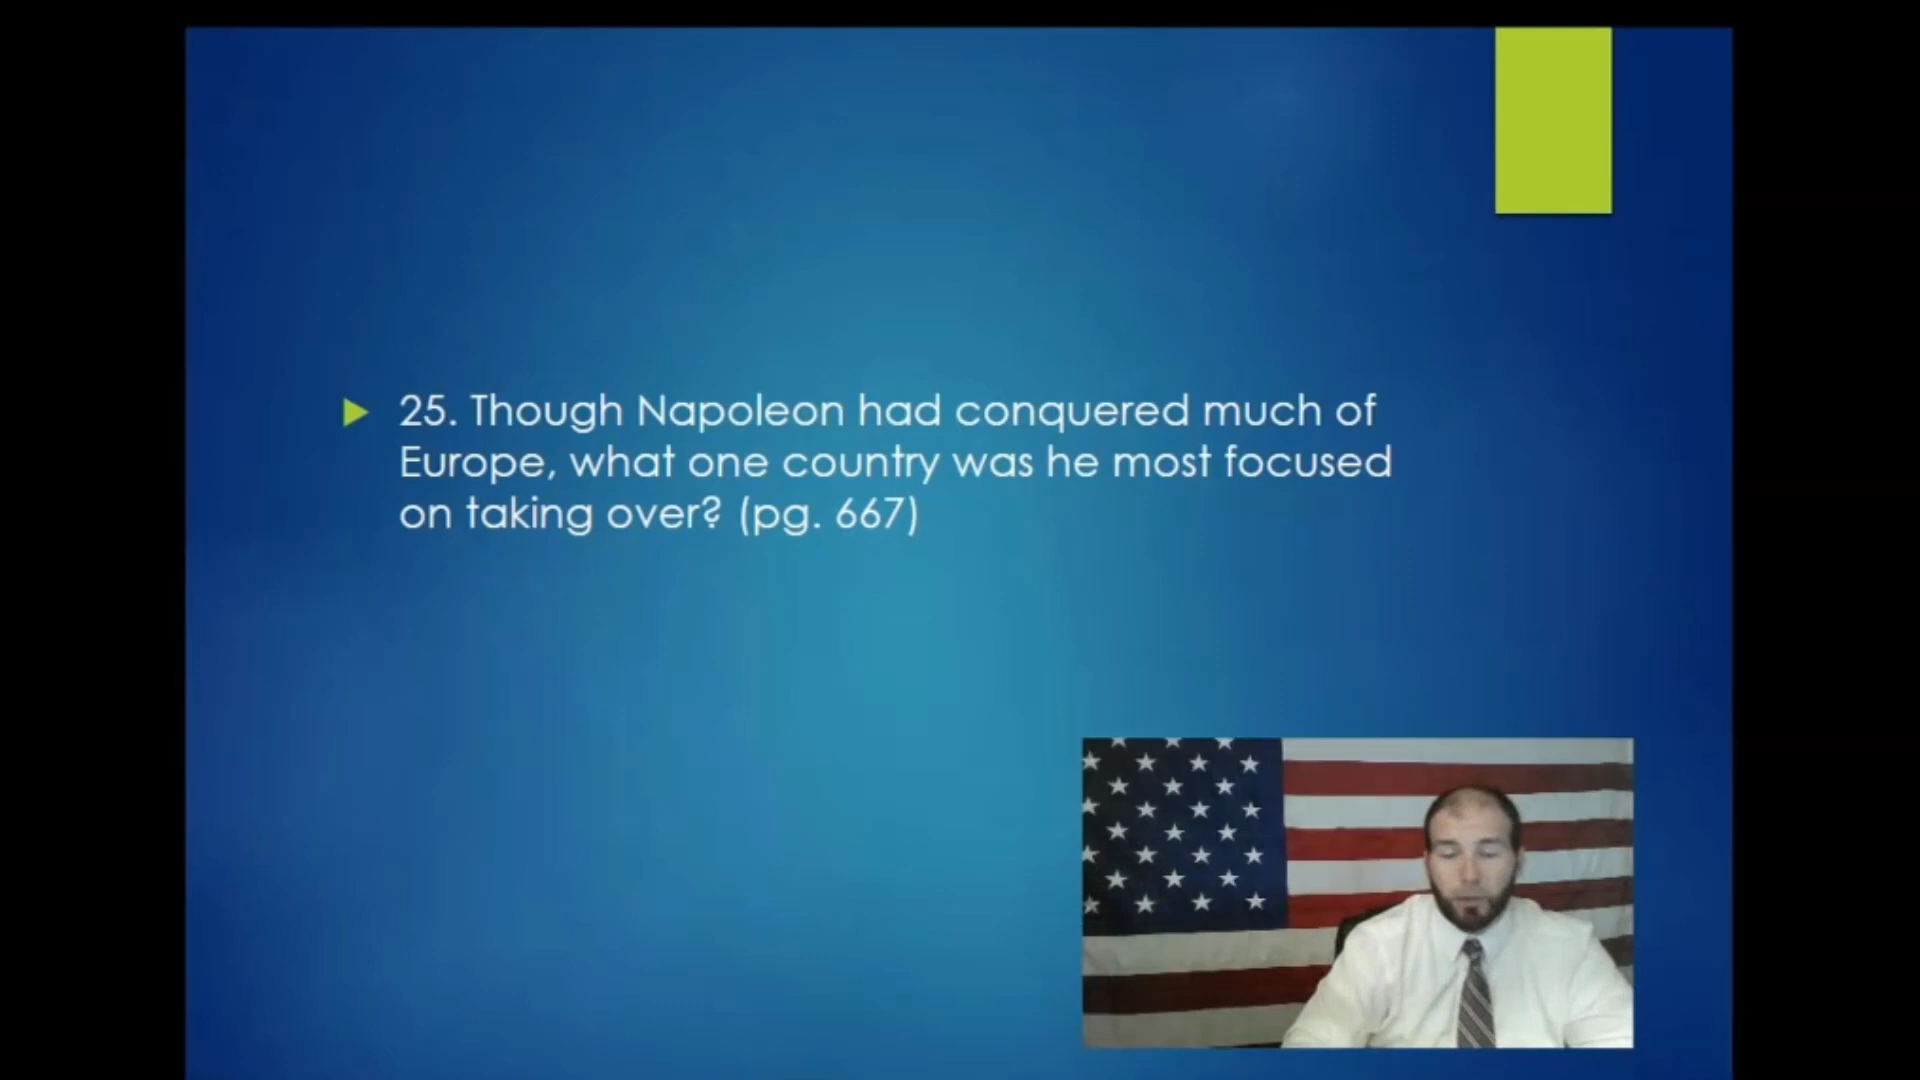 25. Though Napoleon had conquered much of
Europe, what one country was he most focused
on taking over? (pg. 667)